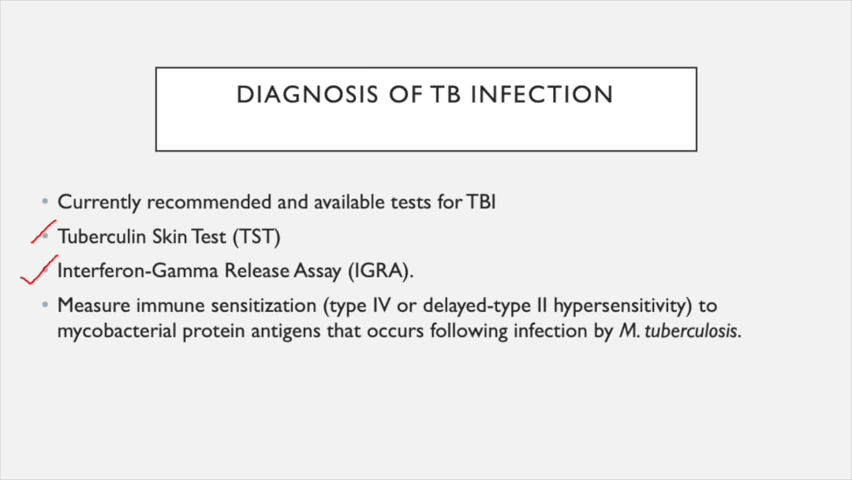 DIAGNOSIS OF TB INFECTION
• Currently recommended and available tests for TBI
• Tuberculin Skin Test (TST)
• Interferon-Gamma Release Assay (IGRA).
• Measure immune sensitization (type IV or delayed-type II hypersensitivity) to
mycobacterial protein antigens that occurs following infection by M. tuberculosis.